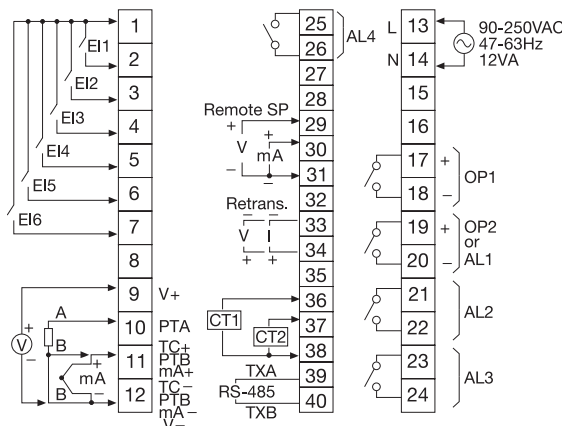 1
2
3
4
5
6
7
8
9
10
11
12
EI1
EI2
EI3
EI4
EI5
EI6
V+
PTA
TC+
PTB
mA+
TC−
PTB
mA−
V−
+
V
−
A
B
B
+
mA
−
25
26
27
28
29
30
31
32
33
34
35
36
37
38
39
40
AL4
Remote SP
+
V
−
+
mA
−
Retrans.
−
V
+
−
I
+
CT1
CT2
TXA
RS-485
TXB
13
14
15
16
17
18
19
20
21
22
23
24
L
N
90-250VAC
47-63Hz
12VA
+
−
OP1
+
−
OP2
or
AL1
AL2
AL3